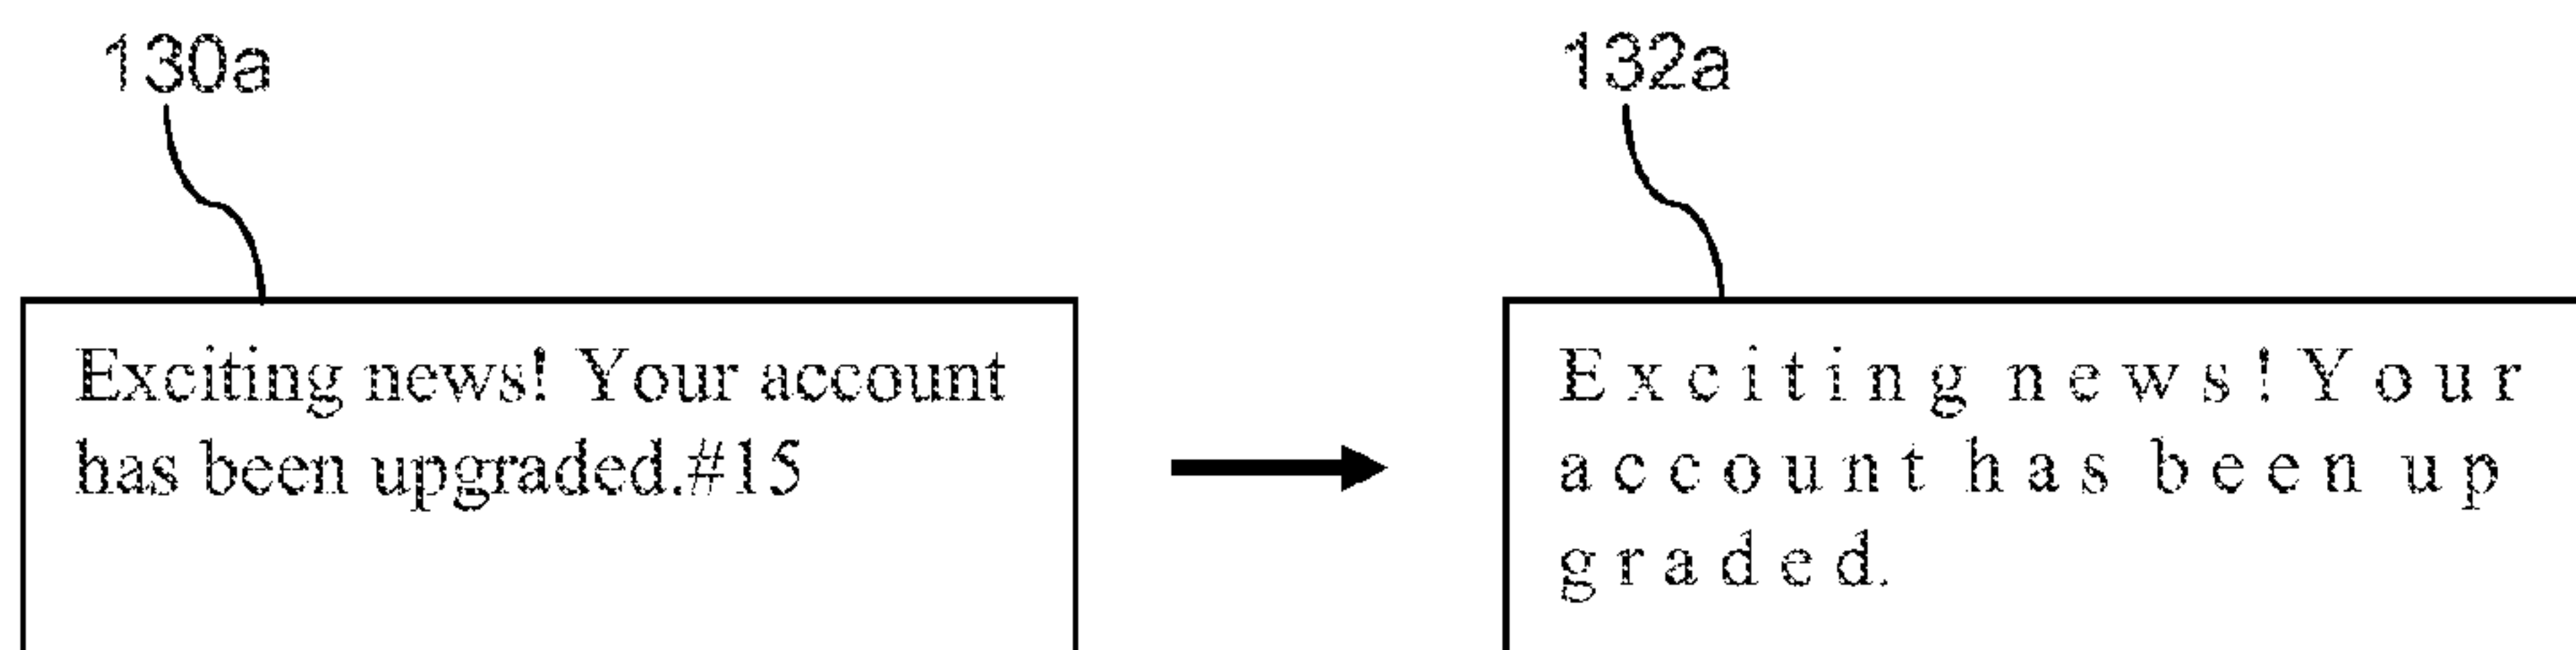 130a
132a
Exciting news! Your account
has been upgraded.#15
E x c i t i n g n e w s ! Y o u r
a c c o u n t h a s b e e n u p
g r a d e d.